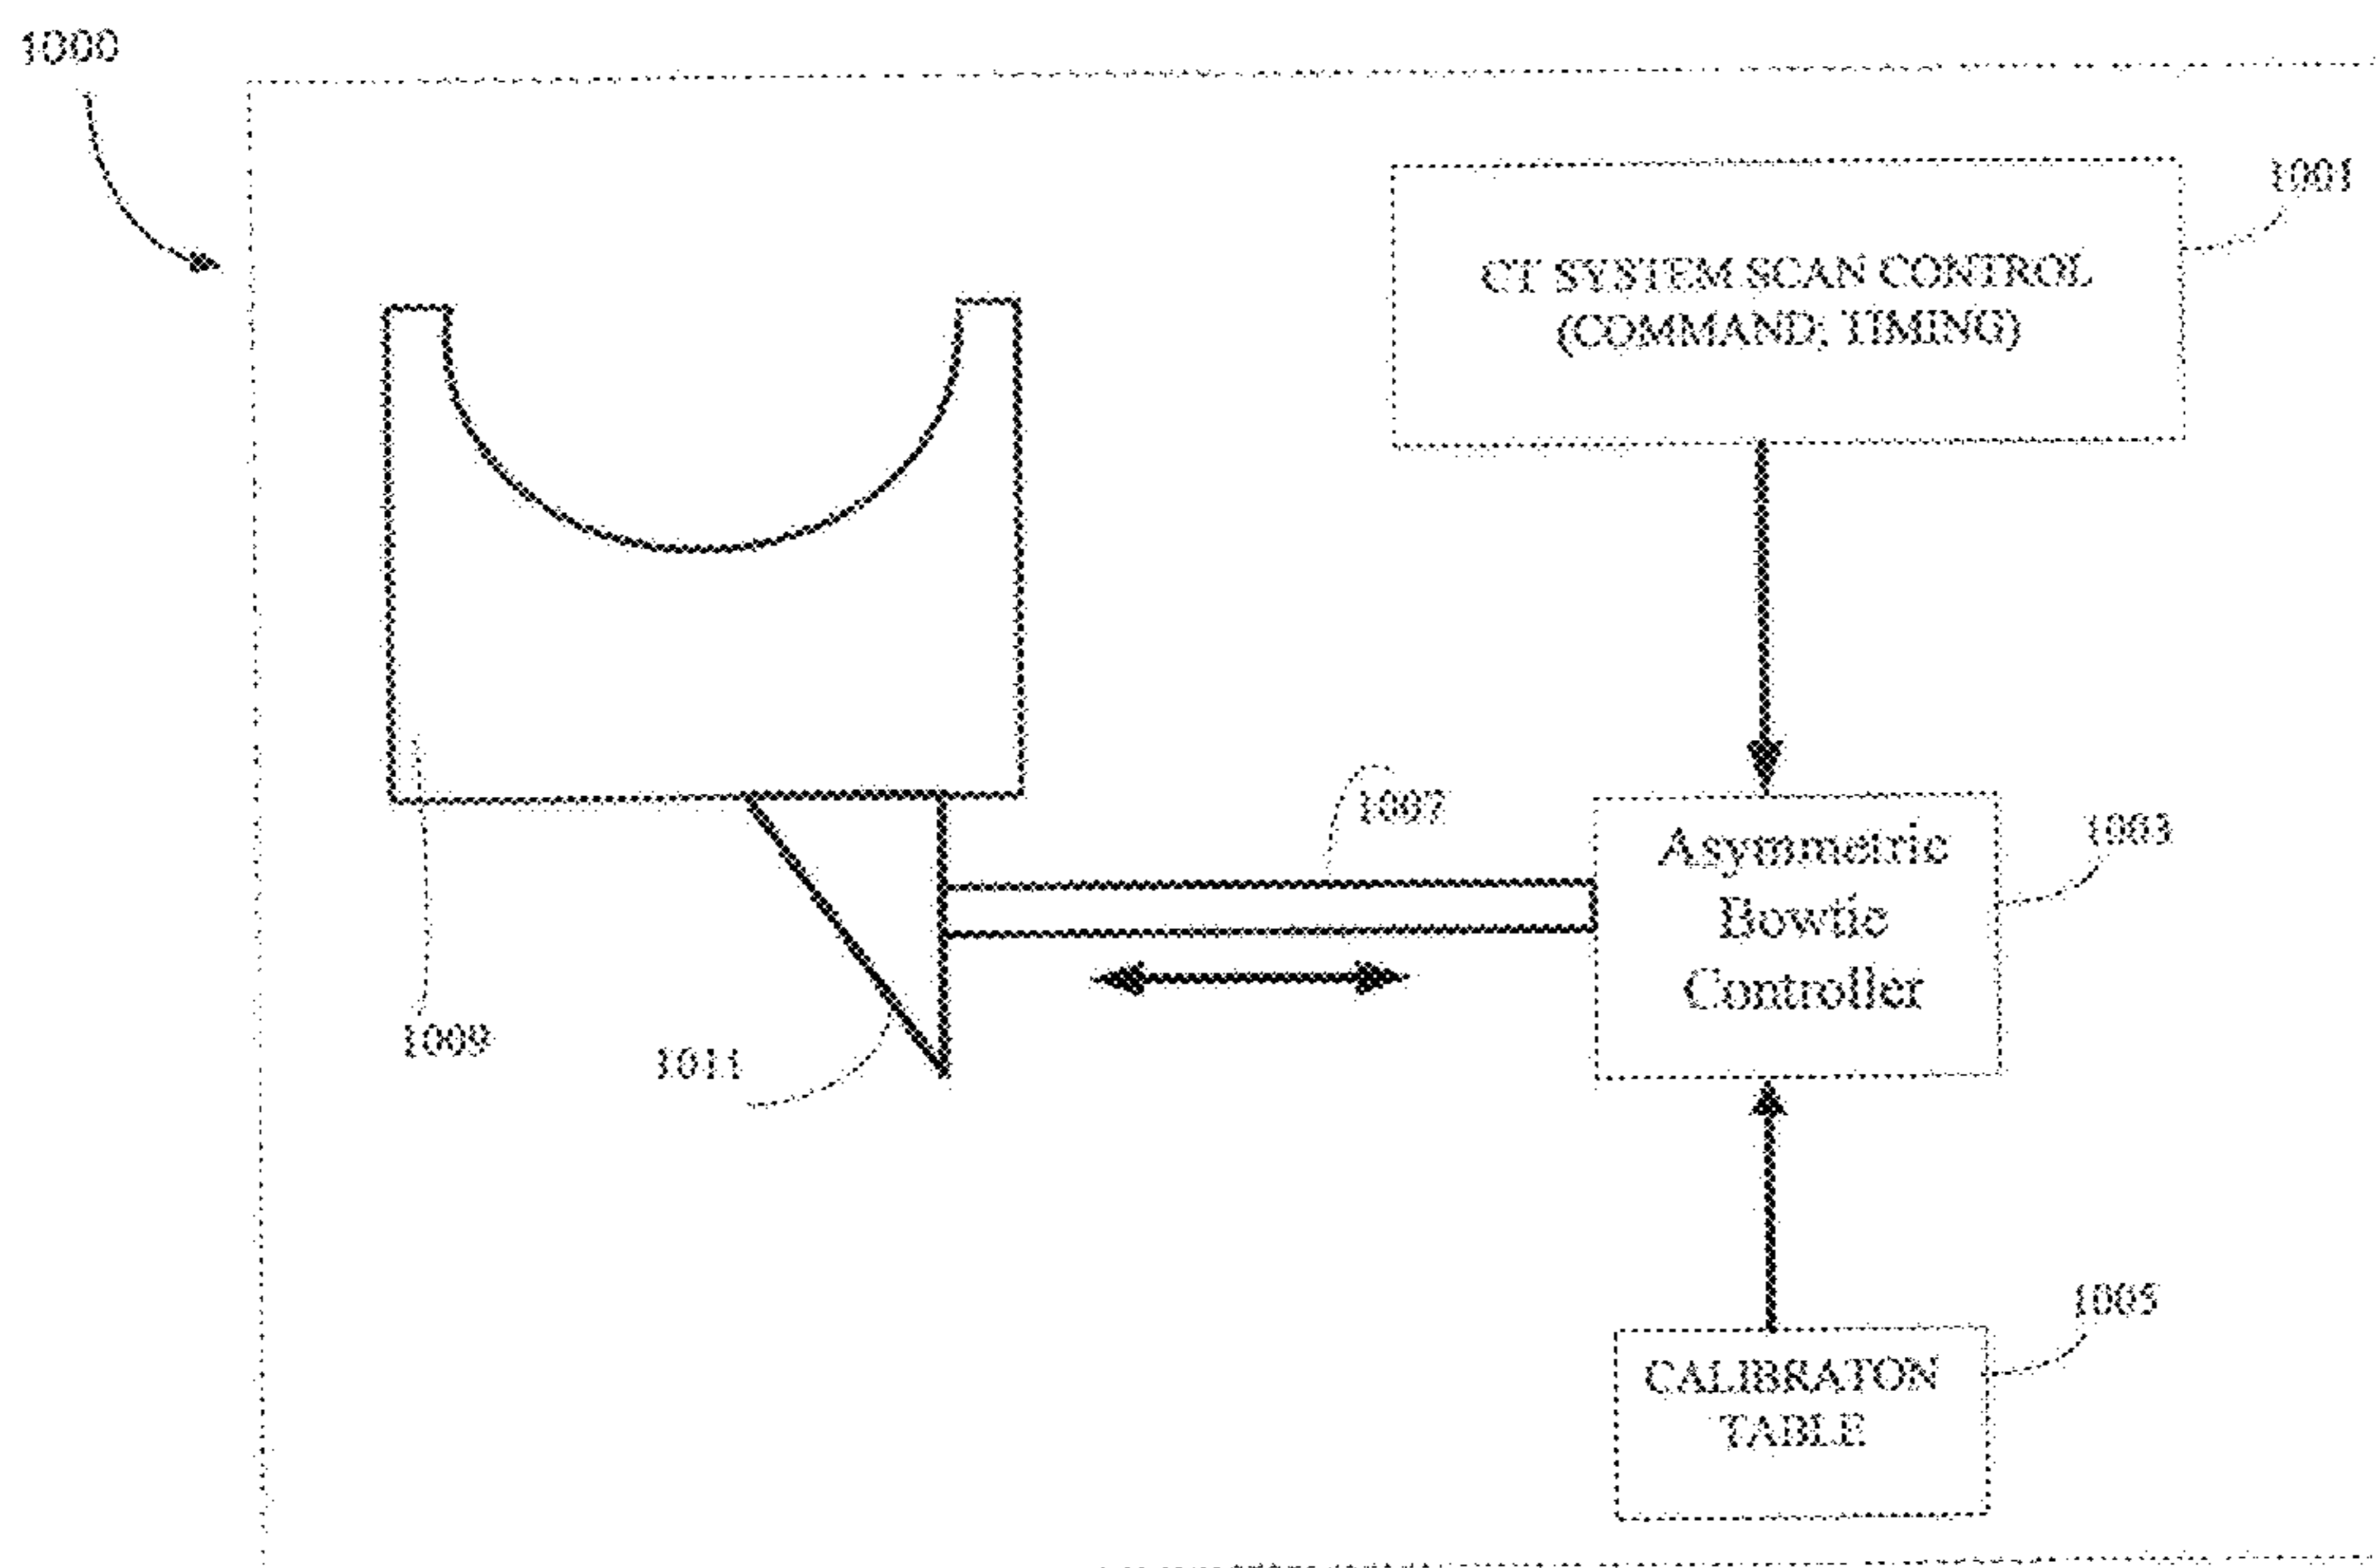 1000
1001
CT SYSTEM SCAN CONTROL
(COMMAND; TIMING)
1007
Asymmetric
Bowtie
Controller
1003
1009
1011
1005
CALIBRATON
TABLE